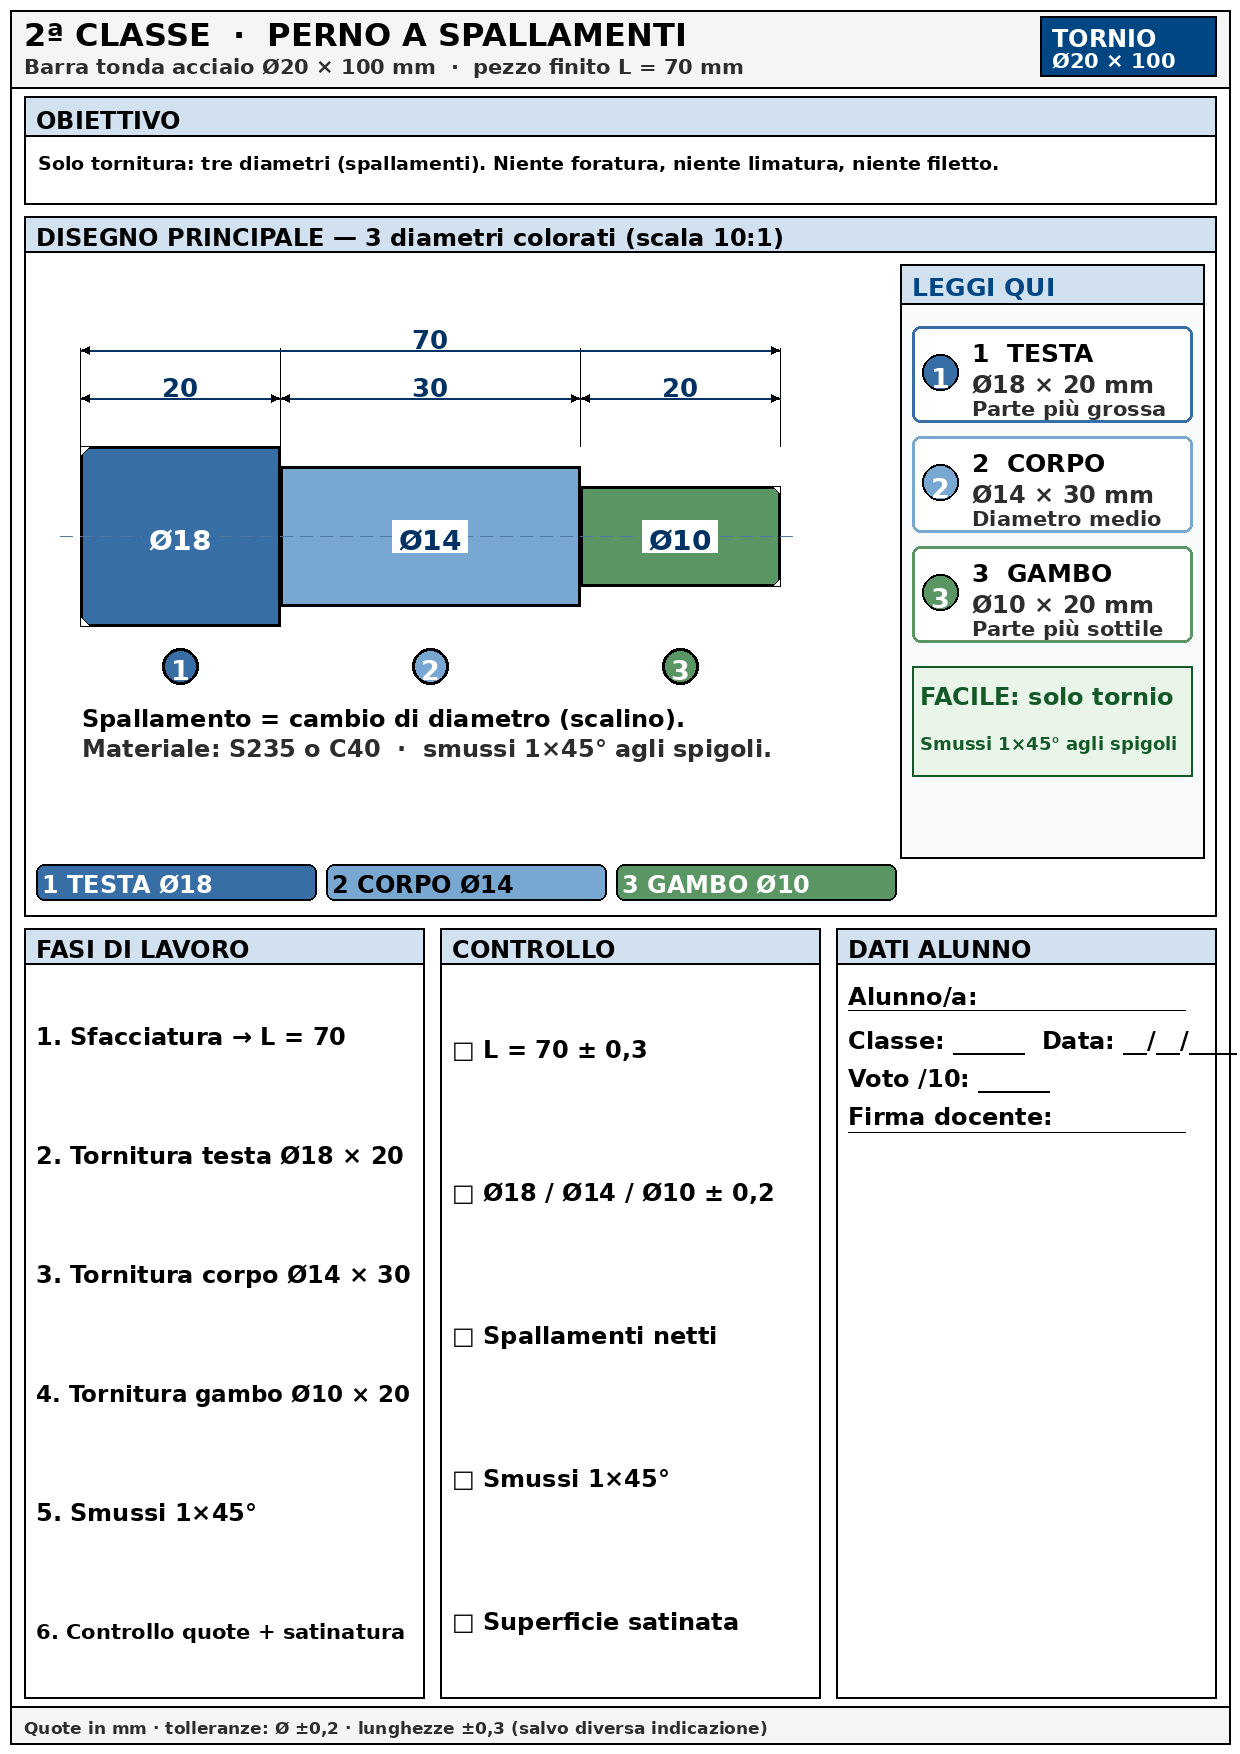 2ª CLASSE · PERNO A SPALLAMENTI
Barra tonda acciaio Ø20 × 100 mm · pezzo finito L = 70 mm
TORNIO
Ø20 × 100
OBIETTIVO
Solo tornitura: tre diametri (spallamenti). Niente foratura, niente limatura, niente filetto.
DISEGNO PRINCIPALE — 3 diametri colorati (scala 10:1)
70
20 30 20
Ø18 Ø14 Ø10
1 2 3
Spallamento = cambio di diametro (scalino).
Materiale: S235 o C40 · smussi 1×45° agli spigoli.
LEGGI QUI
1
1 TESTA
Ø18 × 20 mm
Parte più grossa
2
2 CORPO
Ø14 × 30 mm
Diametro medio
3
3 GAMBO
Ø10 × 20 mm
Parte più sottile
FACILE: solo tornio
Smussi 1×45° agli spigoli
1 TESTA Ø18
2 CORPO Ø14
3 GAMBO Ø10
FASI DI LAVORO
1. Sfacciatura → L = 70
2. Tornitura testa Ø18 × 20
3. Tornitura corpo Ø14 × 30
4. Tornitura gambo Ø10 × 20
5. Smussi 1×45°
6. Controllo quote + satinatura
CONTROLLO
□ L = 70 ± 0,3
□ Ø18 / Ø14 / Ø10 ± 0,2
□ Spallamenti netti
□ Smussi 1×45°
□ Superficie satinata
DATI ALUNNO
Alunno/a:
Classe: ______ Data: __/__/____
Voto /10: ______
Firma docente:
Quote in mm · tolleranze: Ø ±0,2 · lunghezze ±0,3 (salvo diversa indicazione)